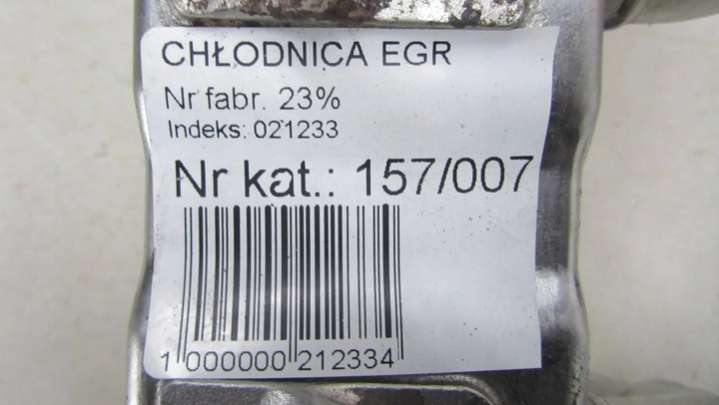 CHŁODNICA EGR
Nr fabr. 23%
Indeks: 021233
Nr kat.: 157/007
1 000000 212334